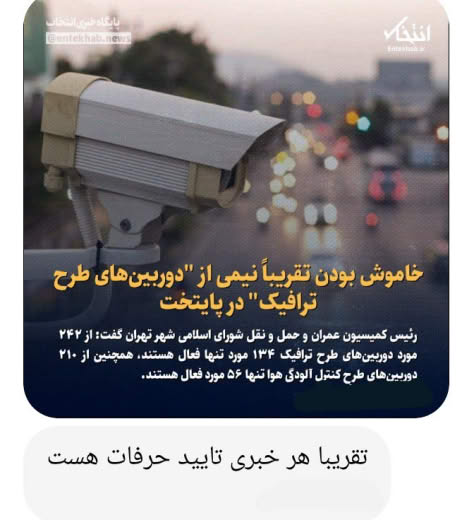 پایگاه خبری انتخاب
@entekhab.news
انتخاب
Entekhab.ir
خاموش بودن تقریباً نیمی از "دوربین‌های طرح
ترافیک" در پایتخت
رئیس کمیسیون عمران و حمل و نقل شورای اسلامی شهر تهران گفت: از ۲۴۲
مورد دوربین‌های طرح ترافیک ۱۳۴ مورد تنها فعال هستند، همچنین از ۲۱۰
دوربین‌های طرح کنترل آلودگی هوا تنها ۵۶ مورد فعال هستند.
تقریبا هر خبری تایید حرفات هست